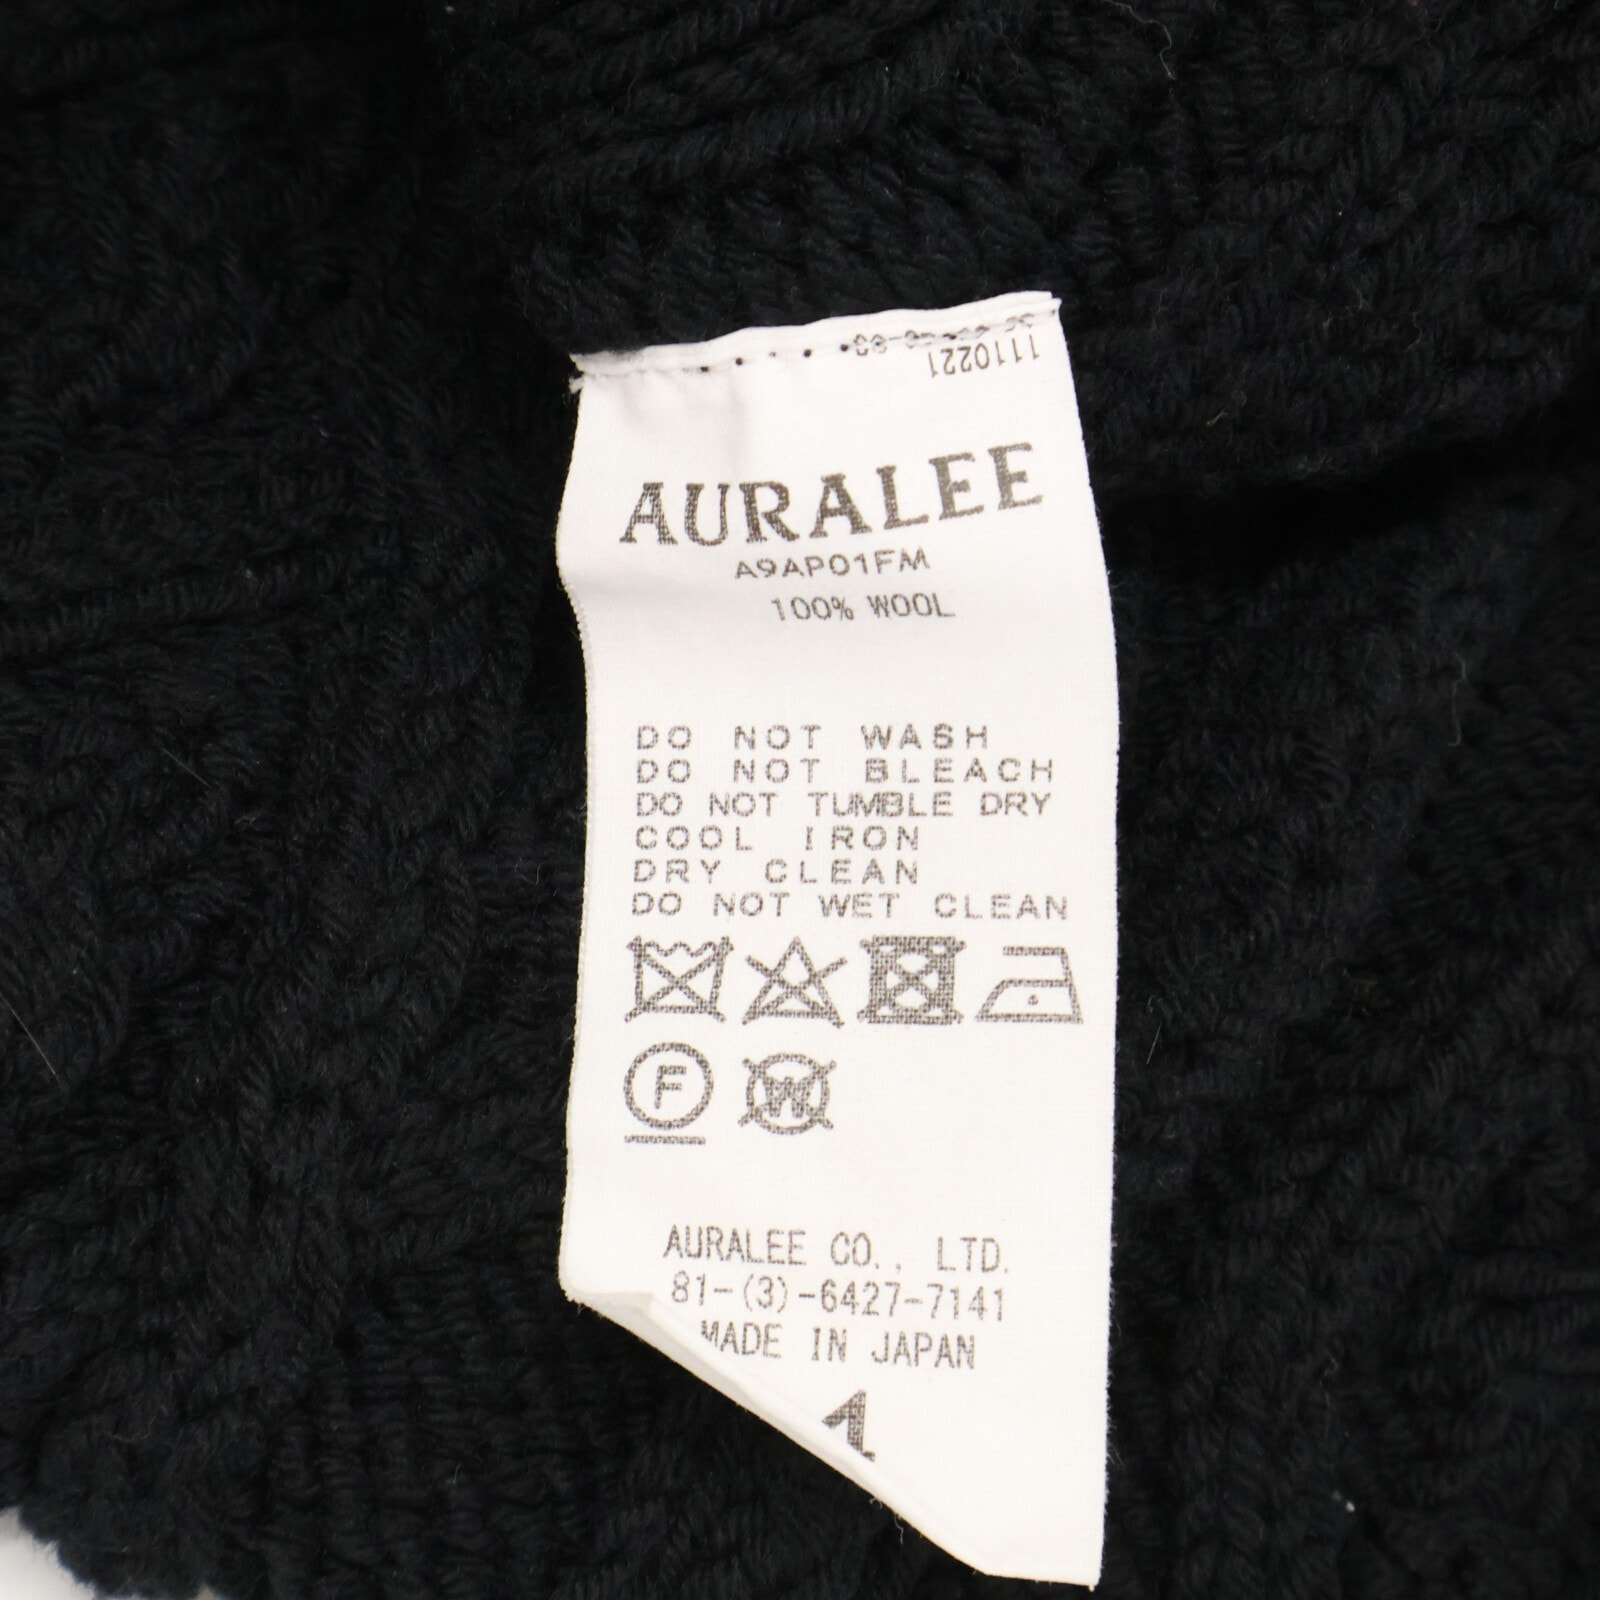 1110221
AURALEE
A9AP01FM
100% WOOL
DO NOT WASH
DO NOT BLEACH
DO NOT TUMBLE DRY
COOL IRON
DRY CLEAN
DO NOT WET CLEAN
F W
AURALEE CO., LTD.
81-(3)-6427-7141
MADE IN JAPAN
1